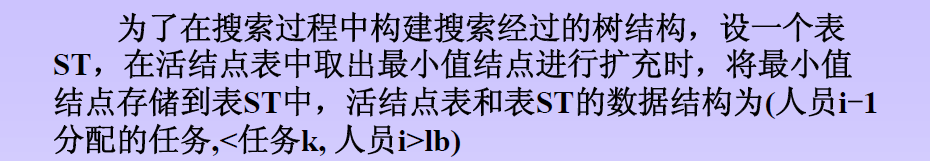 为了在搜索过程中构建搜索经过的树结构，设一个表
ST，在活结点表中取出最小值结点进行扩充时，将最小值
结点存储到表ST中，活结点表和表ST的数据结构为(人员i-1
分配的任务,<任务k, 人员i>lb)